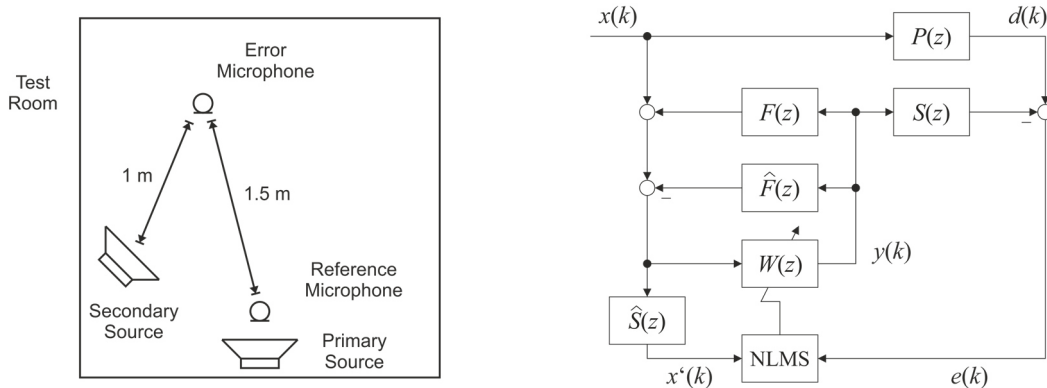 Test
Room
Error
Microphone
1 m
1.5 m
Reference
Microphone
Secondary
Source
Primary
Source
x(k)
P(z)
d(k)
F(z)
S(z)
–
F̂(z)
–
W(z)
y(k)
Ŝ(z)
NLMS
x‘(k)
e(k)